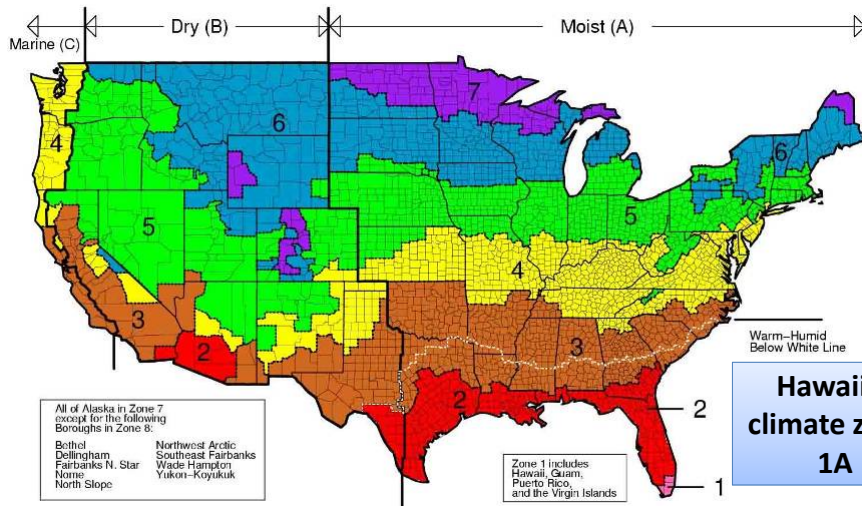 Marine (C)
Dry (B)
Moist (A)
7
6
4
6
5
5
4
3
3
2
2
Warm-Humid
Below White Line
2
1
All of Alaska in Zone 7
except for the following
Boroughs in Zone 8:
Bethel
Dellingham
Fairbanks N. Star
Nome
North Slope
Northwest Arctic
Southeast Fairbanks
Wade Hampton
Yukon-Koyukuk
Zone 1 includes
Hawaii, Guam,
Puerto Rico,
and the Virgin Islands
Hawaii
climate z
1A